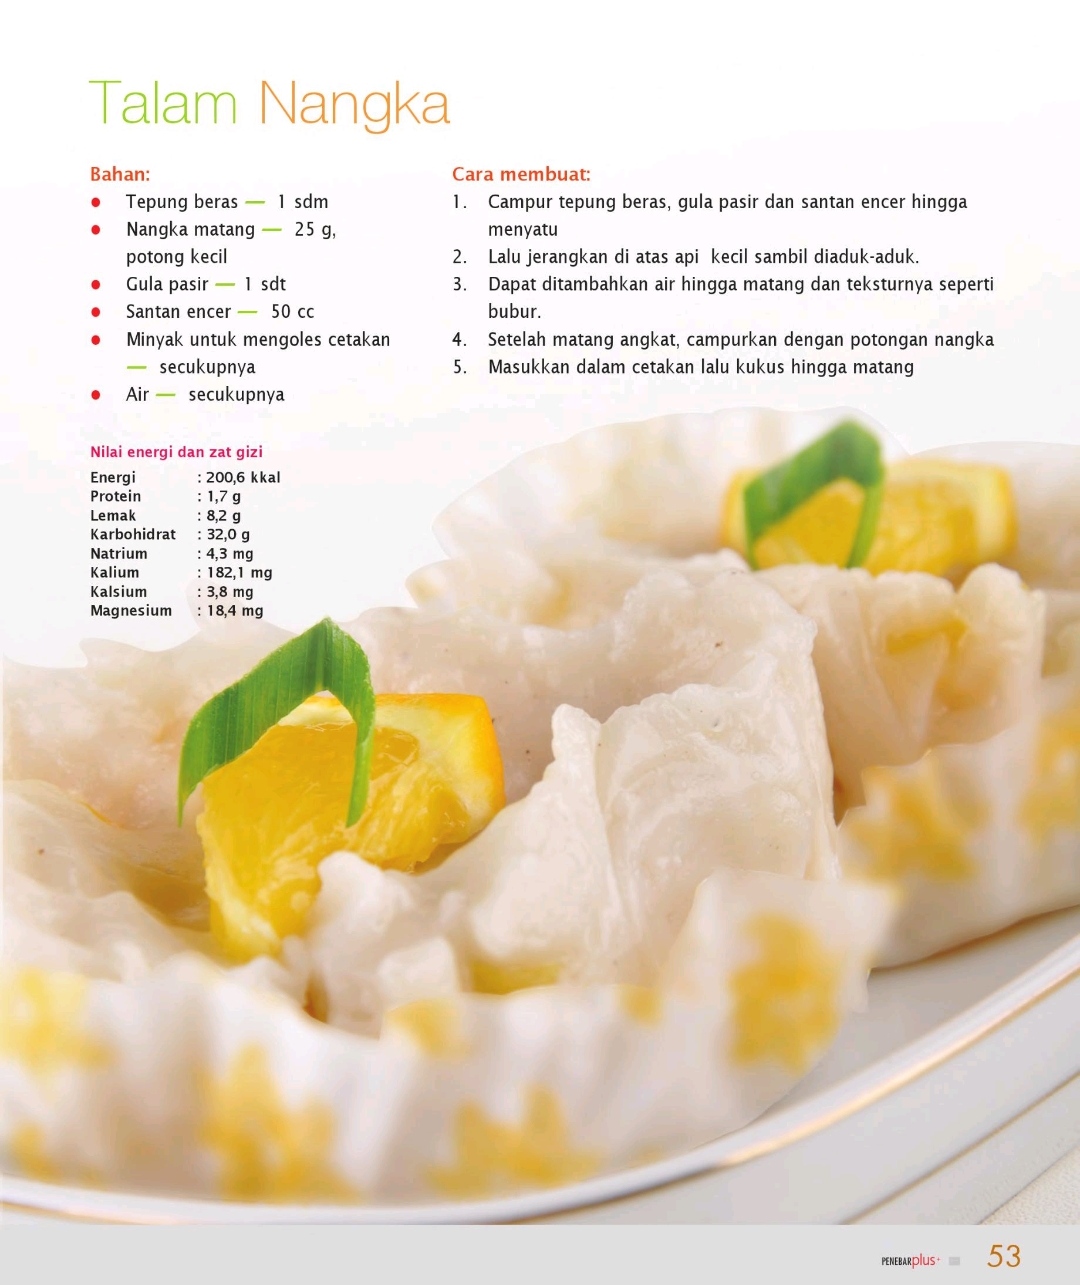 Talam Nangka
Bahan:
● Tepung beras — 1 sdm
● Nangka matang — 25 g,
potong kecil
● Gula pasir — 1 sdt
● Santan encer — 50 cc
● Minyak untuk mengoles cetakan
— secukupnya
● Air — secukupnya
Nilai energi dan zat gizi
Energi : 200,6 kkal
Protein : 1,7 g
Lemak : 8,2 g
Karbohidrat : 32,0 g
Natrium : 4,3 mg
Kalium : 182,1 mg
Kalsium : 3,8 mg
Magnesium : 18,4 mg
Cara membuat:
1. Campur tepung beras, gula pasir dan santan encer hingga
menyatu
2. Lalu jerangkan di atas api kecil sambil diaduk-aduk.
3. Dapat ditambahkan air hingga matang dan teksturnya seperti
bubur.
4. Setelah matang angkat, campurkan dengan potongan nangka
5. Masukkan dalam cetakan lalu kukus hingga matang
PENEBAR plus+ 53